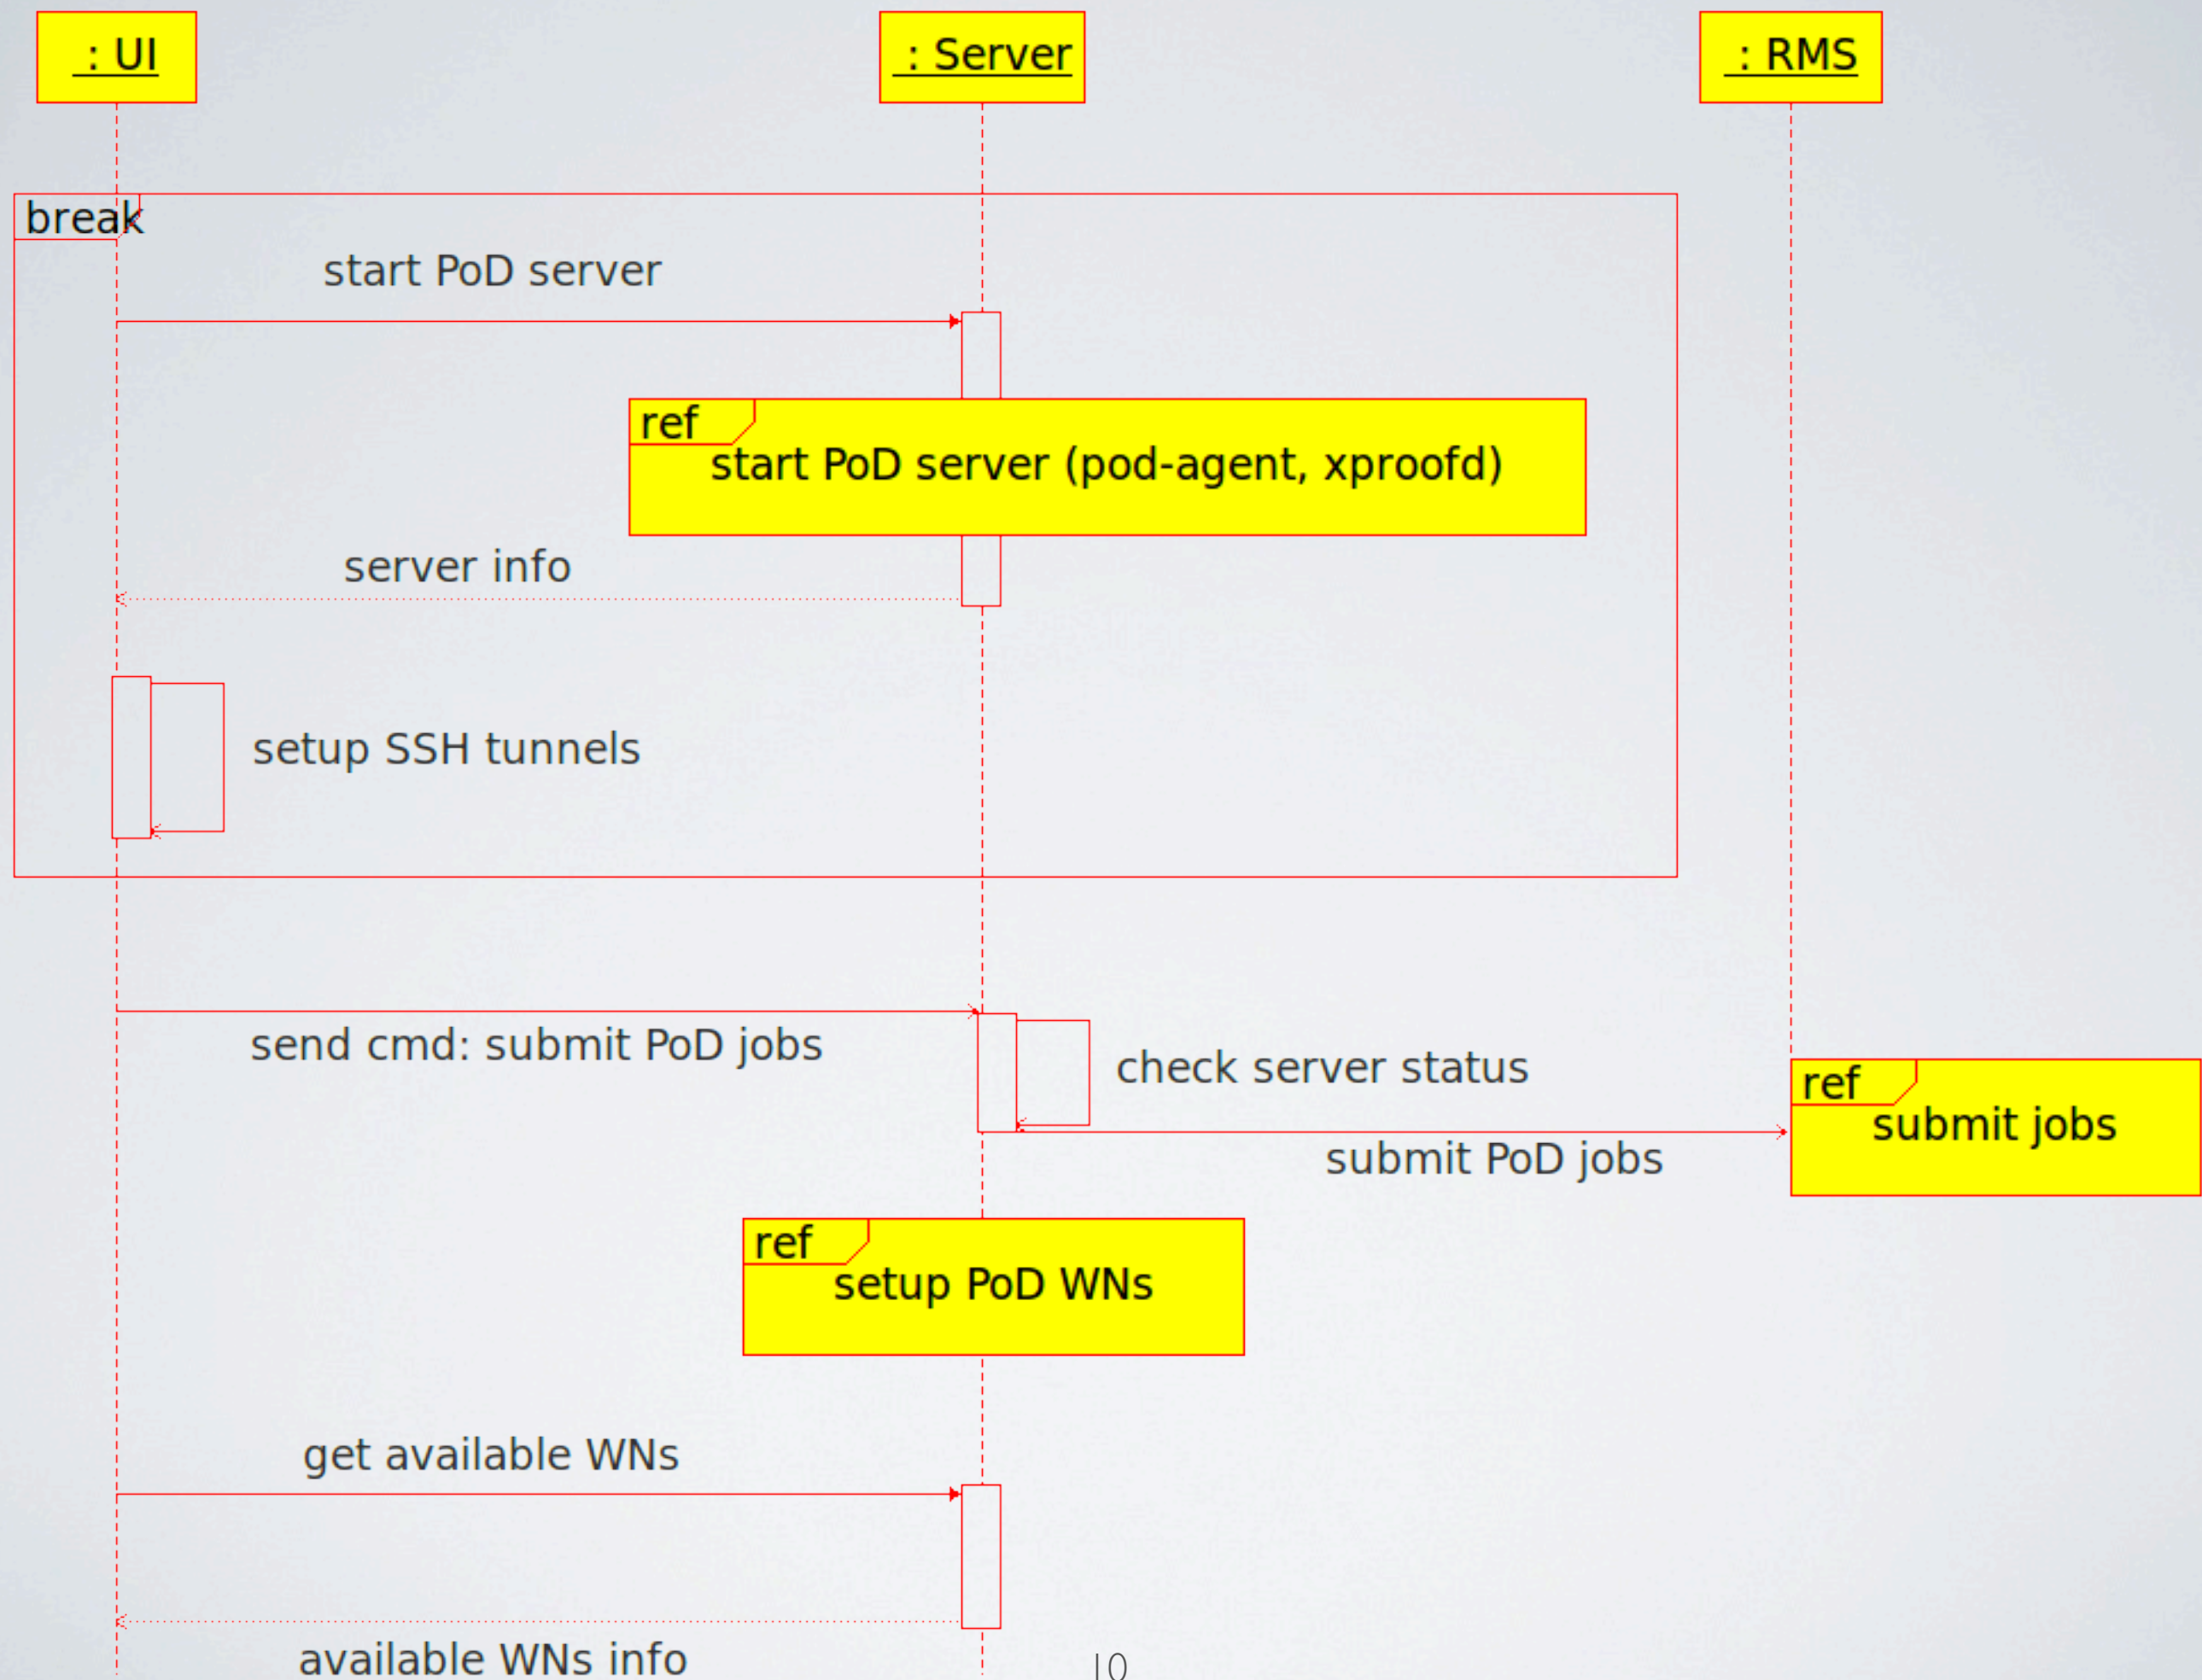 : UI
: Server
: RMS
break
start PoD server
ref
start PoD server (pod-agent, xproofd)
server info
setup SSH tunnels
send cmd: submit PoD jobs
check server status
ref
submit jobs
submit PoD jobs
ref
setup PoD WNs
get available WNs
available WNs info
10